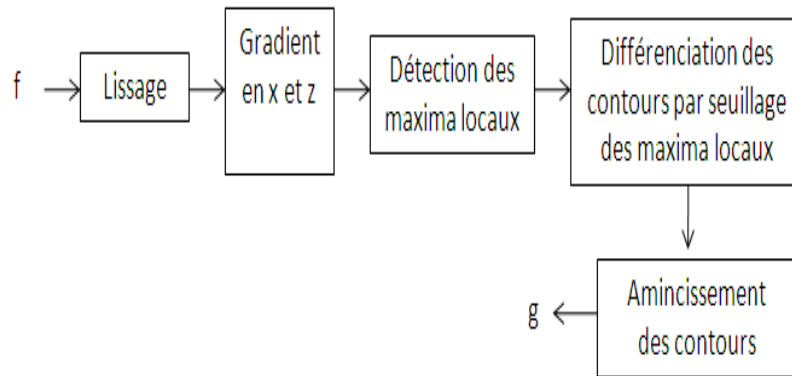 f
Lissage
Gradient
en x et z
Détection des
maxima locaux
Différenciation des
contours par seuillage
des maxima locaux
Amincissement
des contours
g